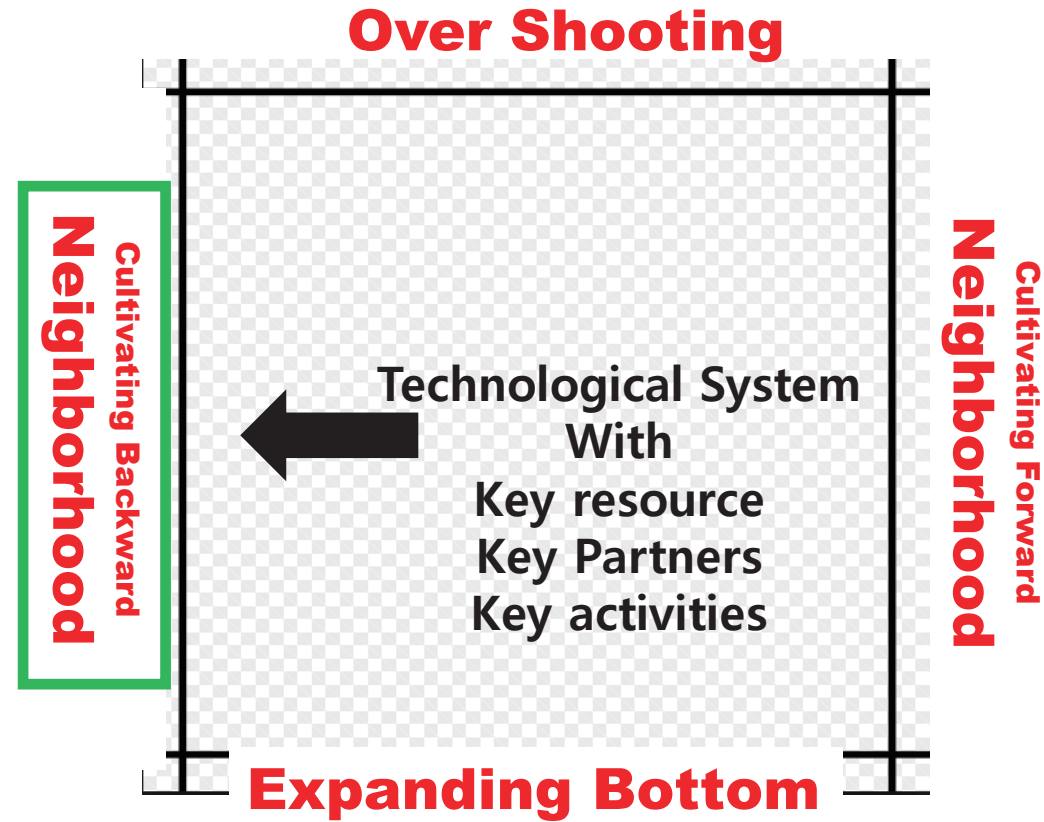 Over Shooting
Cultivating Backward
Neighborhood
Technological System
With
Key resource
Key Partners
Key activities
Cultivating Forward
Neighborhood
Expanding Bottom